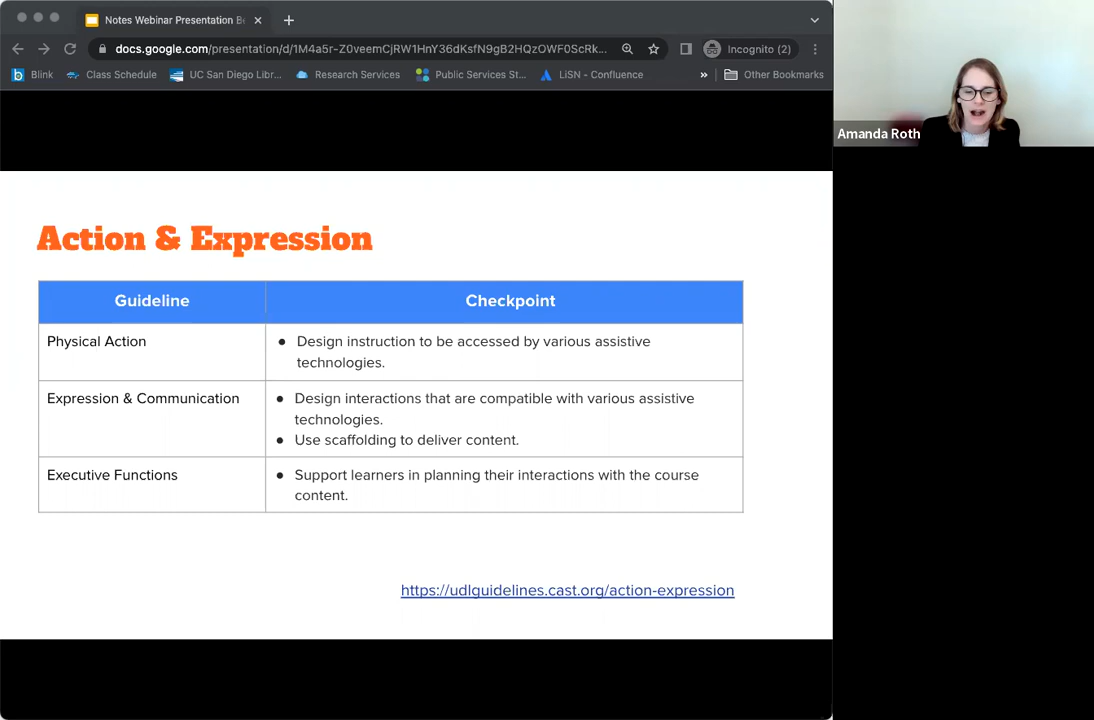 Notes Webinar Presentation Be
docs.google.com/presentation/d/1M4a5r-Z0veemCjRW1HnY36dKsfN9gB2HQzOWF0ScRk...
Incognito (2)
Blink
Class Schedule
UC San Diego Libr...
Research Services
Public Services St...
LiSN - Confluence
»
Other Bookmarks
Amanda Roth
Action & Expression
Guideline
Checkpoint
Physical Action
● Design instruction to be accessed by various assistive
technologies.
Expression & Communication
● Design interactions that are compatible with various assistive
technologies.
● Use scaffolding to deliver content.
Executive Functions
● Support learners in planning their interactions with the course
content.
https://udlguidelines.cast.org/action-expression